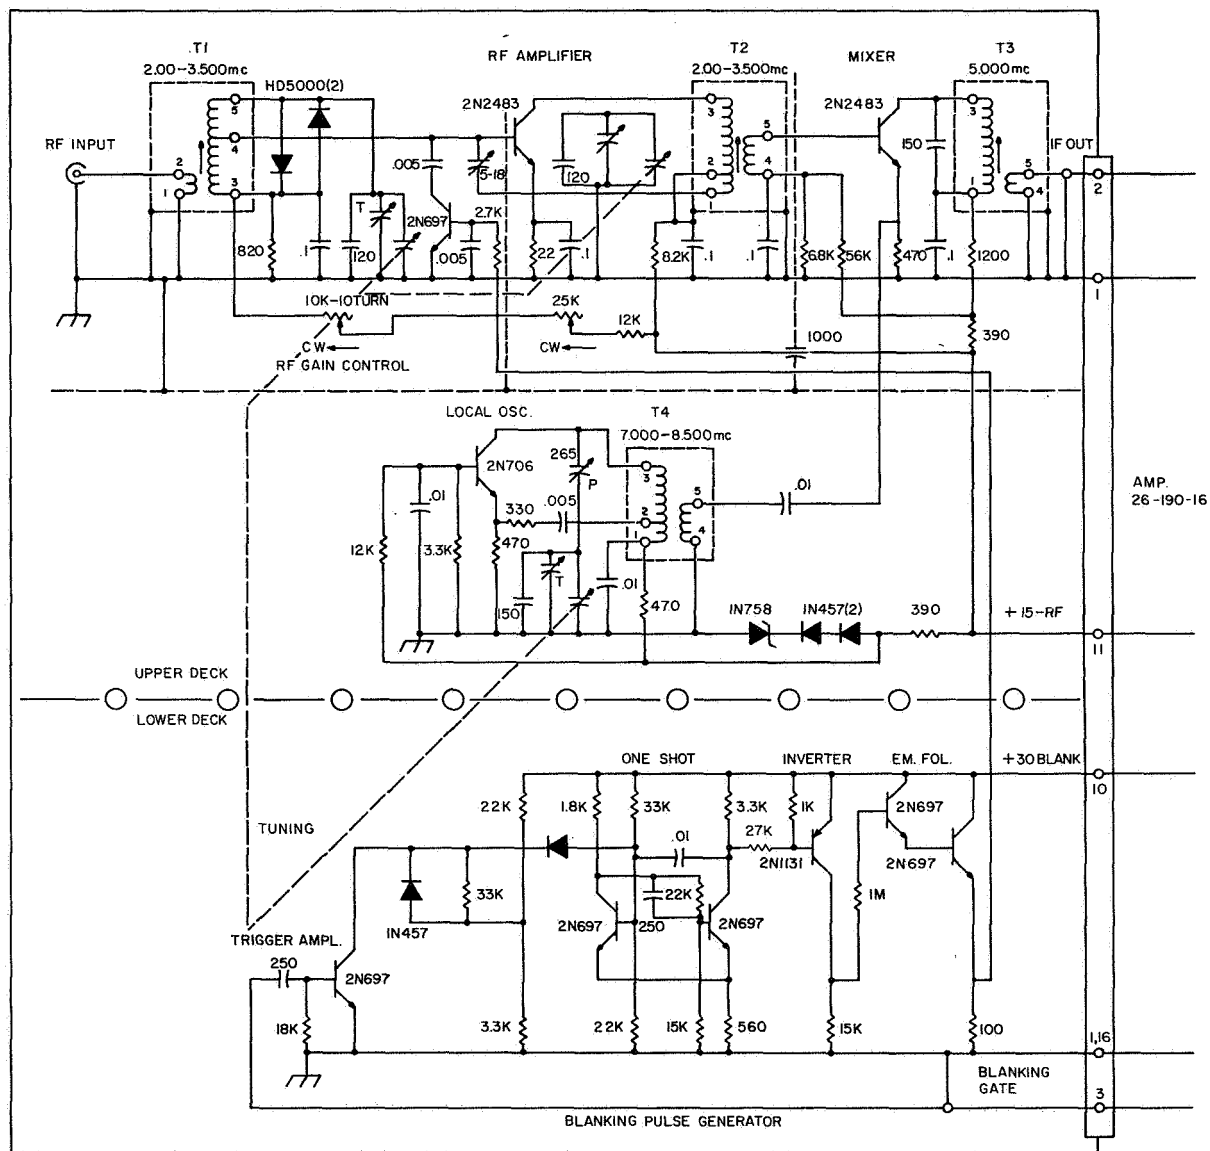 .T1
2.00-3.500mc
RF AMPLIFIER
T2
2.00-3.500mc
MIXER
T3
5.000mc
HD5000(2)
2N2483
2N2483
RF INPUT
5
4
3
2
1
.005
5-18
120
3
2
1
5
4
150
3
1
5
4
IF OUT
2
T
2N697
2.7K
820
.1
120
.005
22
.1
8.2K
.1
.1
6.8K
56K
470
.1
1200
1
10K-10TURN
25K
12K
1000
390
CW
CW
RF GAIN CONTROL
LOCAL OSC.
T4
7.000-8.500mc
2N706
265
P
3
2
1
5
4
.01
AMP.
26-190-16
.01
330
.005
12K
3.3K
470
150
T
.01
470
1N758
1N457(2)
390
+15-RF
11
UPPER DECK
LOWER DECK
ONE SHOT
INVERTER
EM. FOL.
+30 BLANK
10
22K
1.8K
33K
3.3K
1K
2N697
TUNING
.01
27K
2N1131
2N697
33K
22K
1M
1N457
2N697
250
2N697
TRIGGER AMPL.
250
2N697
18K
3.3K
22K
15K
560
15K
100
1,16
BLANKING
GATE
3
BLANKING PULSE GENERATOR